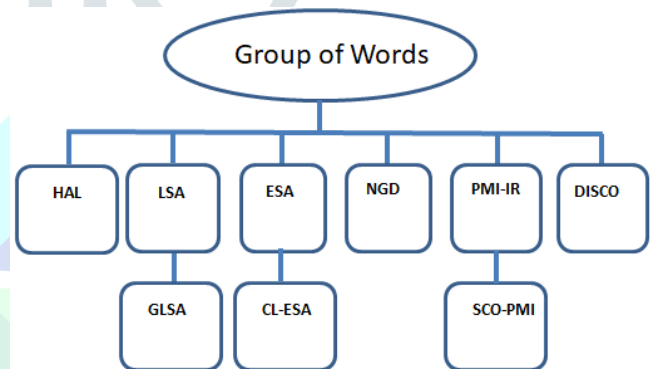 Group of Words
HAL
LSA
ESA
NGD
PMI-IR
DISCO
GLSA
CL-ESA
SCO-PMI